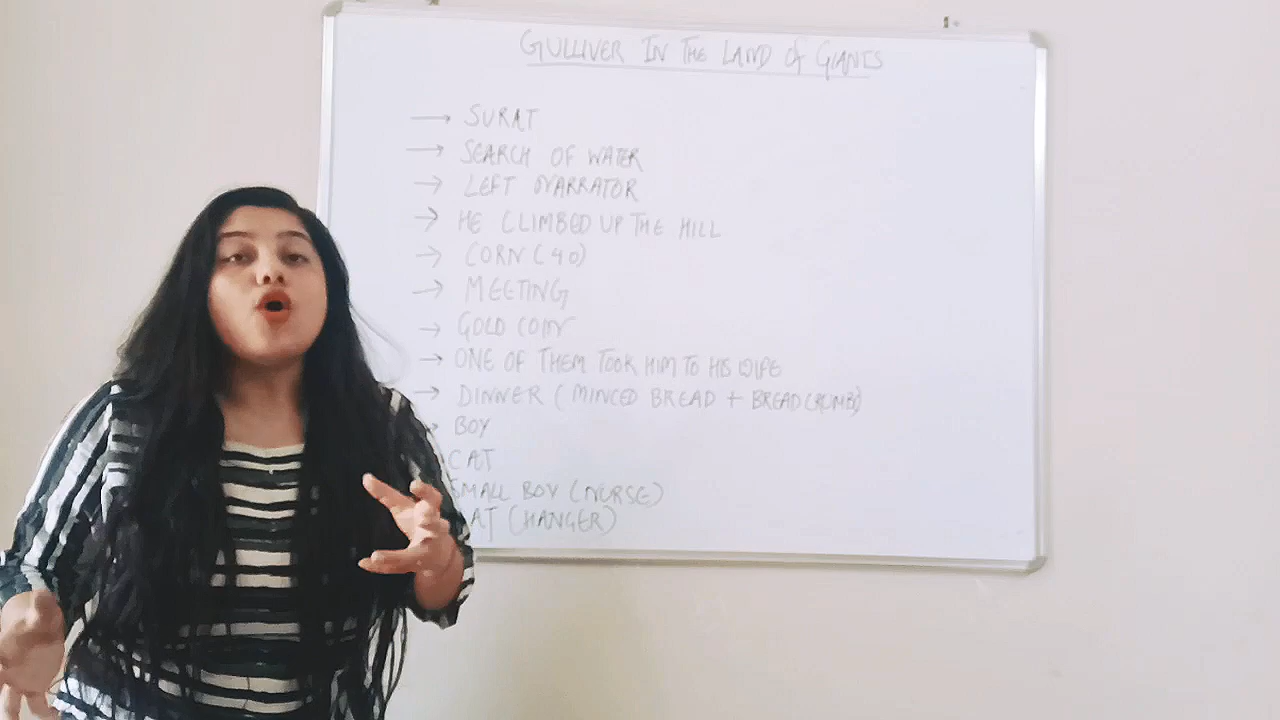 GULLIVER IN THE LAND Of GIANTS
→ SURAT
→ SEARCH OF WATER
→ LEFT NARRATOR
→ HE CLIMBED UP THE HILL
→ CORN (40)
→ MEETING
→ GOLD COIN
→ ONE OF THEM TOOK HIM TO HIS WIFE
→ DINNER (MINCED BREAD + BREADCRUMBS)
→ BOY
CAT
SMALL BOY (NURSE)
AT (HANGER)